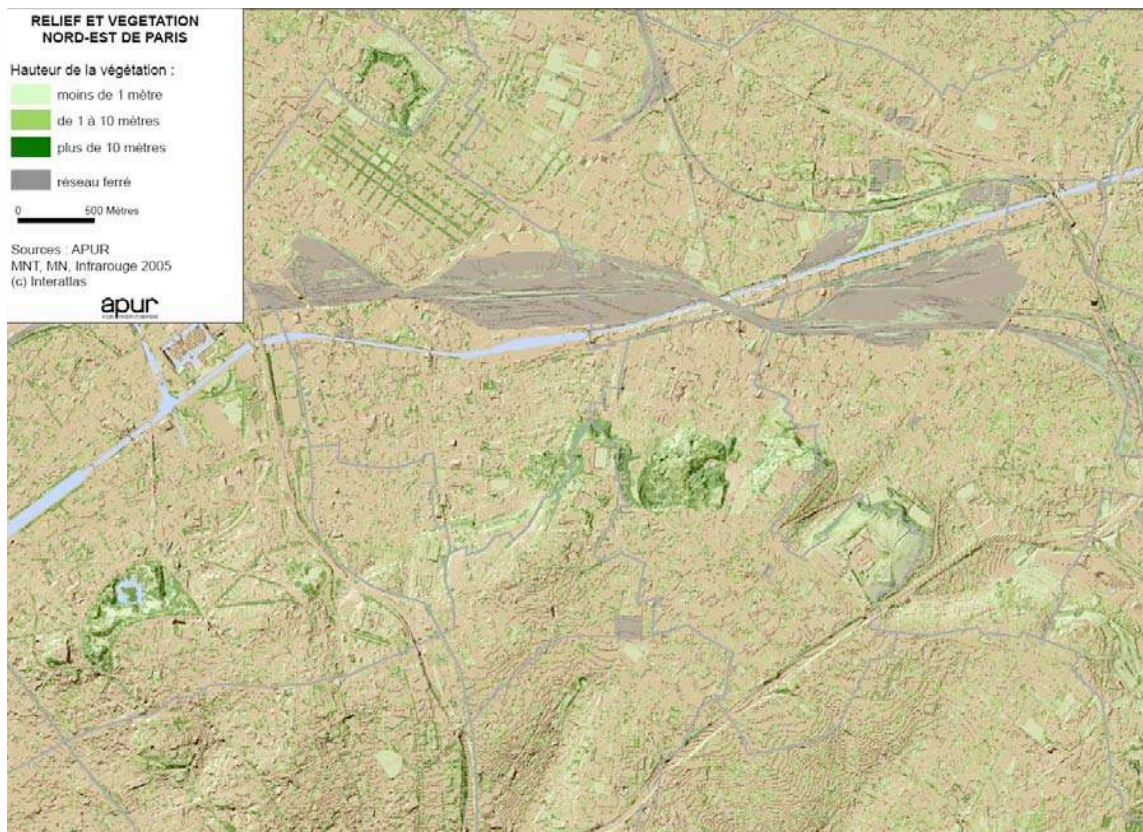 RELIEF ET VEGETATION
NORD-EST DE PARIS
Hauteur de la végétation :
moins de 1 mètre
de 1 à 10 mètres
plus de 10 mètres
réseau ferré
0 500 Mètres
Sources : APUR
MNT, MN, Infrarouge 2005
(c) Interatlas
apur